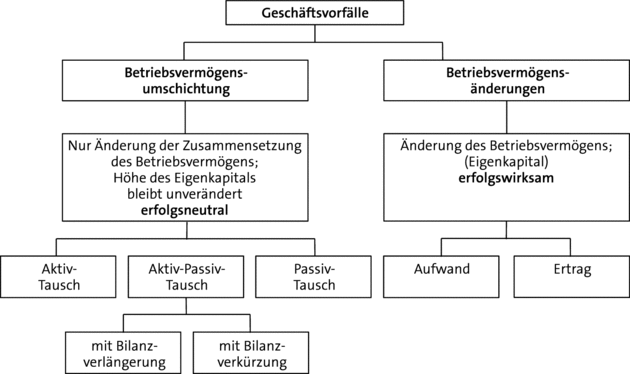 Geschäftsvorfälle
Betriebsvermögens-
umschichtung
Betriebsvermögens-
änderungen
Nur Änderung der Zusammensetzung
des Betriebsvermögens;
Höhe des Eigenkapitals
bleibt unverändert
erfolgsneutral
Änderung des Betriebsvermögens;
(Eigenkapital)
erfolgswirksam
Aktiv-
Tausch
Aktiv-Passiv-
Tausch
Passiv-
Tausch
Aufwand
Ertrag
mit Bilanz-
verlängerung
mit Bilanz-
verkürzung